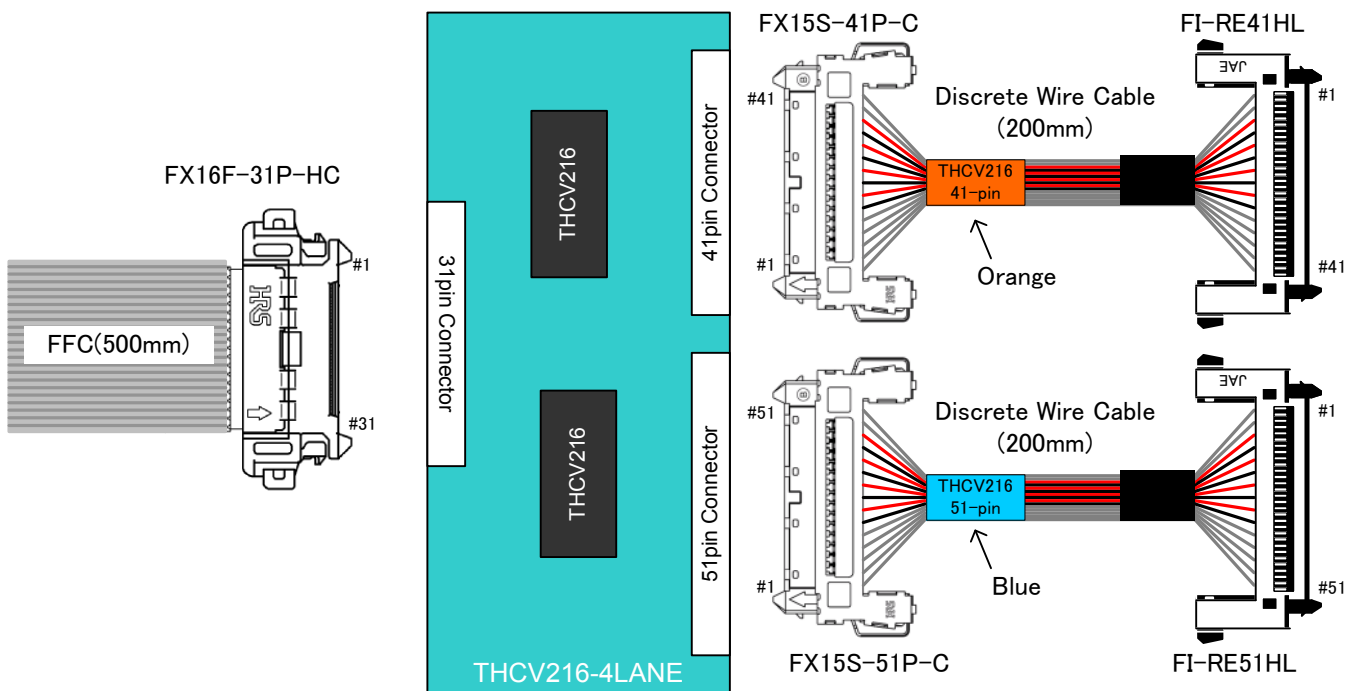 FX16F-31P-HC
#1
HRS
FFC(500mm)
#31
31pin Connector
THCV216
THCV216
41pin Connector
51pin Connector
THCV216-4LANE
FX15S-41P-C
#41
B
#1
HRS
Discrete Wire Cable
(200mm)
THCV216
41-pin
Orange
FI-RE41HL
JAE
#1
#41
#51
B
#1
HRS
FX15S-51P-C
Discrete Wire Cable
(200mm)
THCV216
51-pin
Blue
JAE
#1
#51
FI-RE51HL